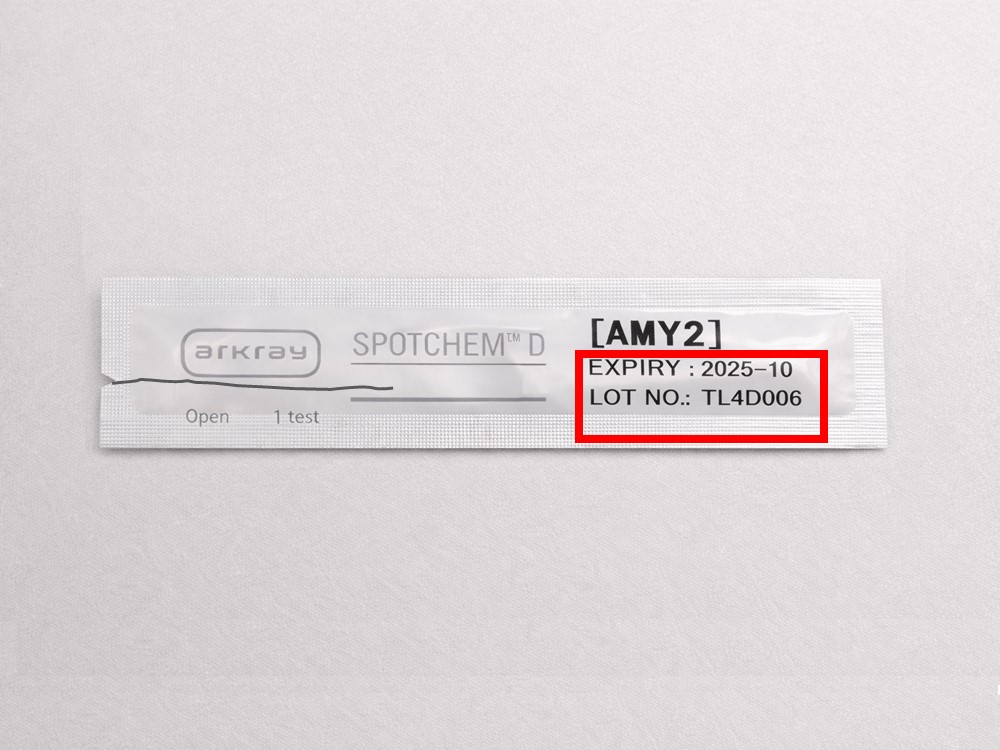 arkray
SPOTCHEM™ D
Open 1 test
[AMY2]
EXPIRY : 2025-10
LOT NO.: TL4D006